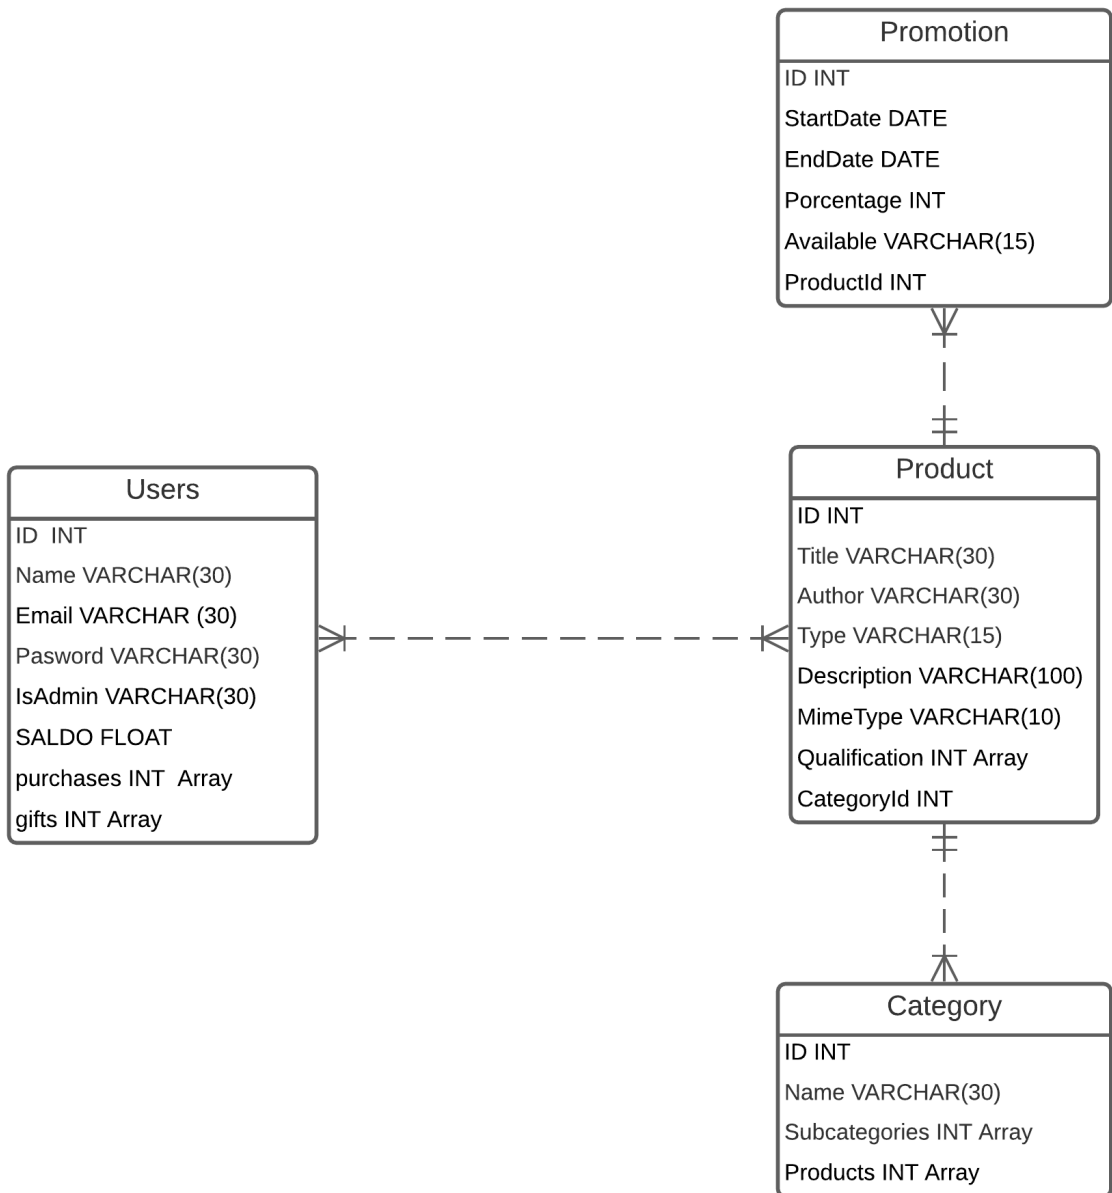 Promotion
ID INT
StartDate DATE
EndDate DATE
Porcentage INT
Available VARCHAR(15)
ProductId INT
Users
ID  INT
Name VARCHAR(30)
Email VARCHAR (30)
Pasword VARCHAR(30)
IsAdmin VARCHAR(30)
SALDO FLOAT
purchases INT  Array
gifts INT Array
Product
ID INT
Title VARCHAR(30)
Author VARCHAR(30)
Type VARCHAR(15)
Description VARCHAR(100)
MimeType VARCHAR(10)
Qualification INT Array
CategoryId INT
Category
ID INT
Name VARCHAR(30)
Subcategories INT Array
Products INT Array